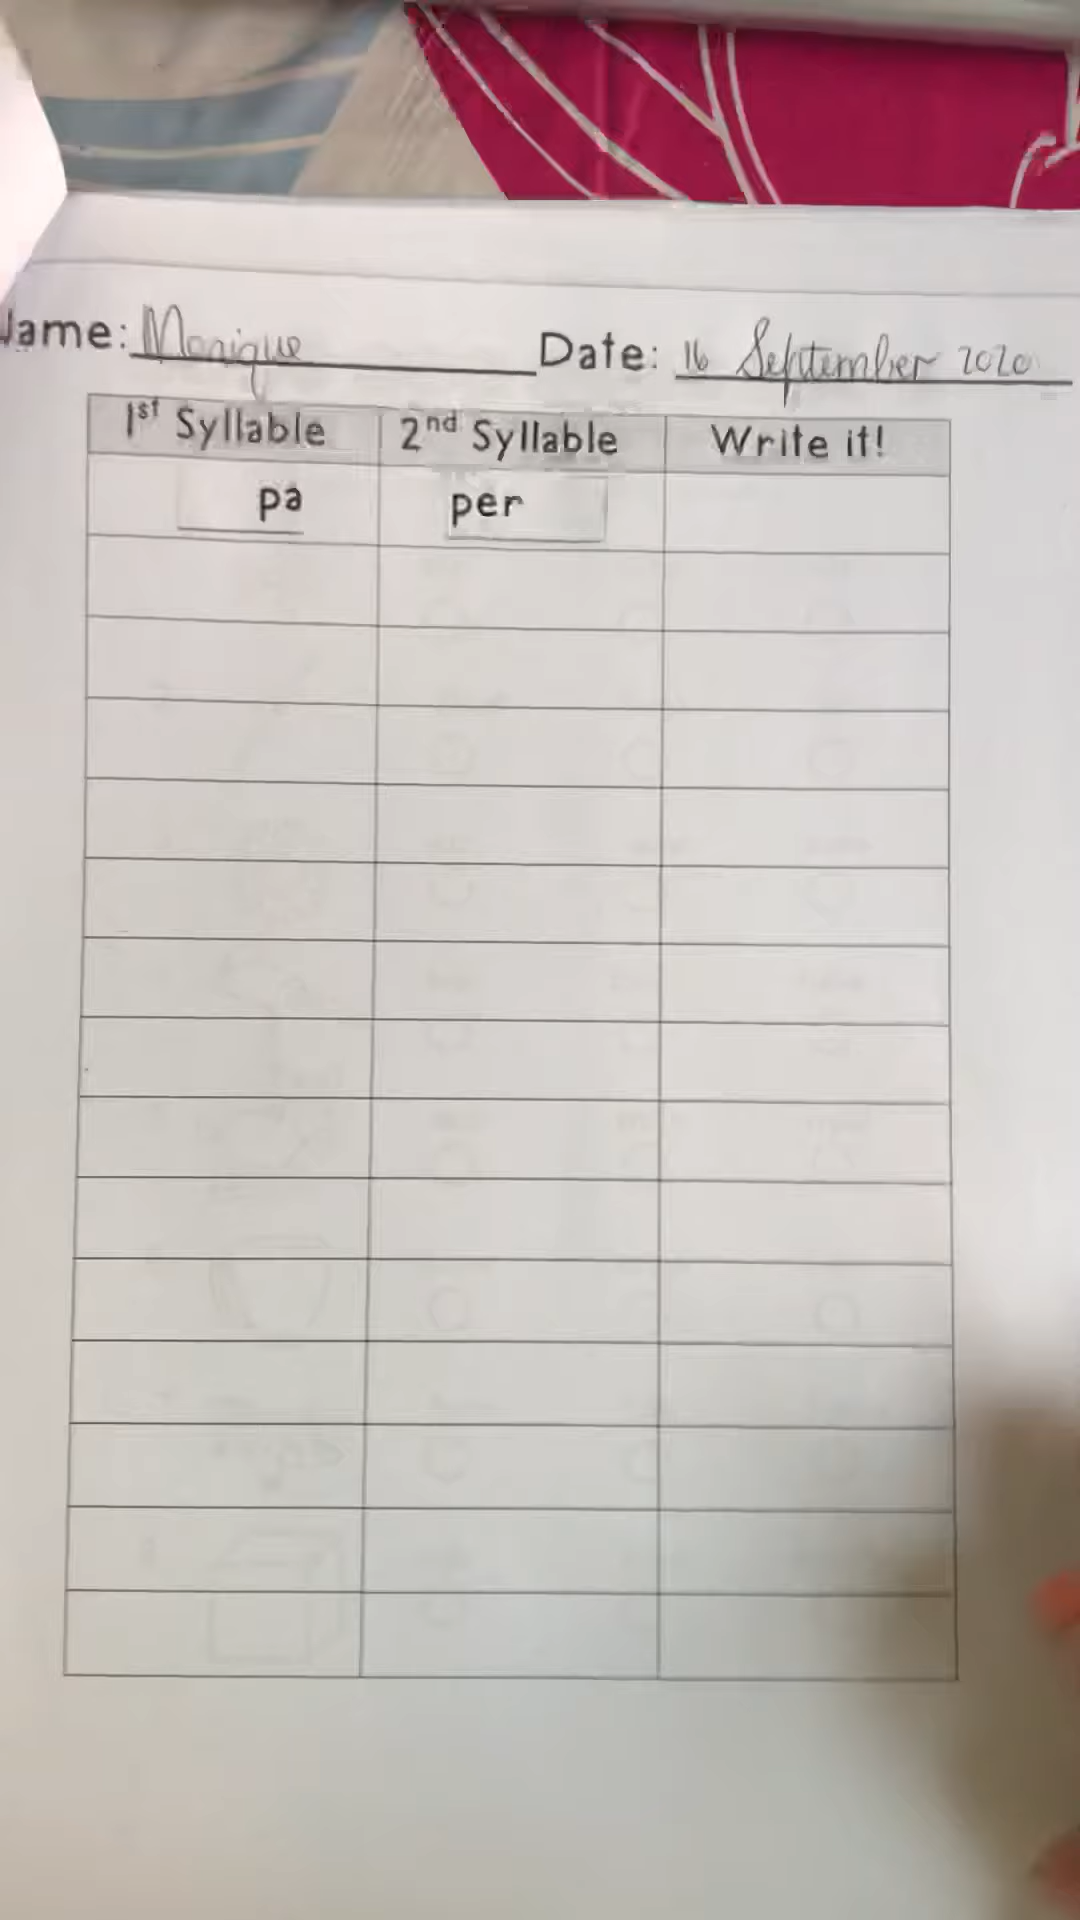 Name: Monique Date: 16 September 2020
1st Syllable 2nd Syllable Write it!
pa per